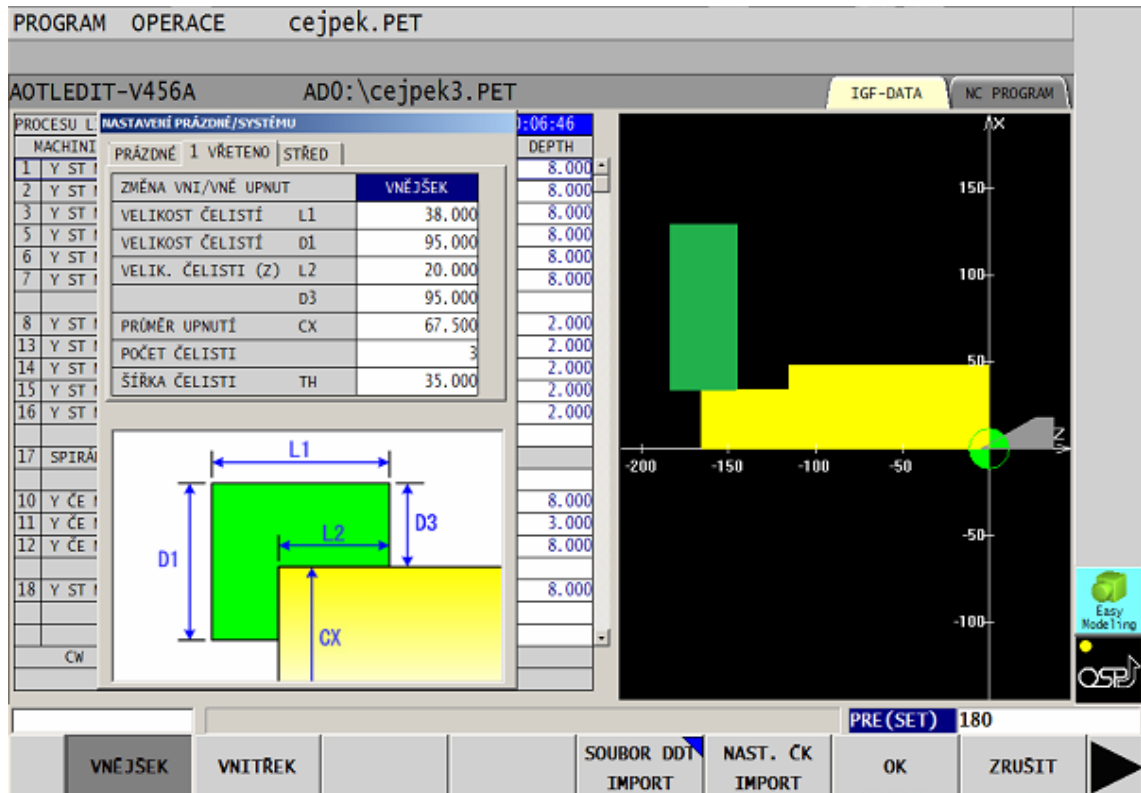 PROGRAM OPERACE cejpek.PET
AOTLEDIT-V456A AD0:\cejpek3.PET
IGF-DATA NC PROGRAM
PROCESU L
NASTAVENÍ PRÁZDNÉ/SYSTÉMU
:06:46
MACHINI
PRÁZDNÉ 1 VŘETENO STŘED
DEPTH
1 Y ST 8.000
2 Y ST 8.000
3 Y ST 8.000
5 Y ST 8.000
6 Y ST 8.000
7 Y ST 8.000
8 Y ST 2.000
13 Y ST 2.000
14 Y ST 2.000
15 Y ST 2.000
16 Y ST 2.000
17 SPIRÁ
10 Y ČE 8.000
11 Y ČE 3.000
12 Y ČE 8.000
18 Y ST 8.000
CW
ZMĚNA VNI/VNĚ UPNUT VNĚJŠEK
VELIKOST ČELISTÍ L1 38.000
VELIKOST ČELISTÍ D1 95.000
VELIK. ČELISTI (Z) L2 20.000
D3 95.000
PRŮMĚR UPNUTÍ CX 67.500
POČET ČELISTI 3
ŠÍŘKA ČELISTI TH 35.000
L1
L2
D3
D1
CX
X
150
100
50
Z
-200 -150 -100 -50
-50
-100
Easy
Modeling
OSP
PRE(SET) 180
VNĚJŠEK VNITŘEK SOUBOR DDT IMPORT NAST. ČK IMPORT OK ZRUŠIT